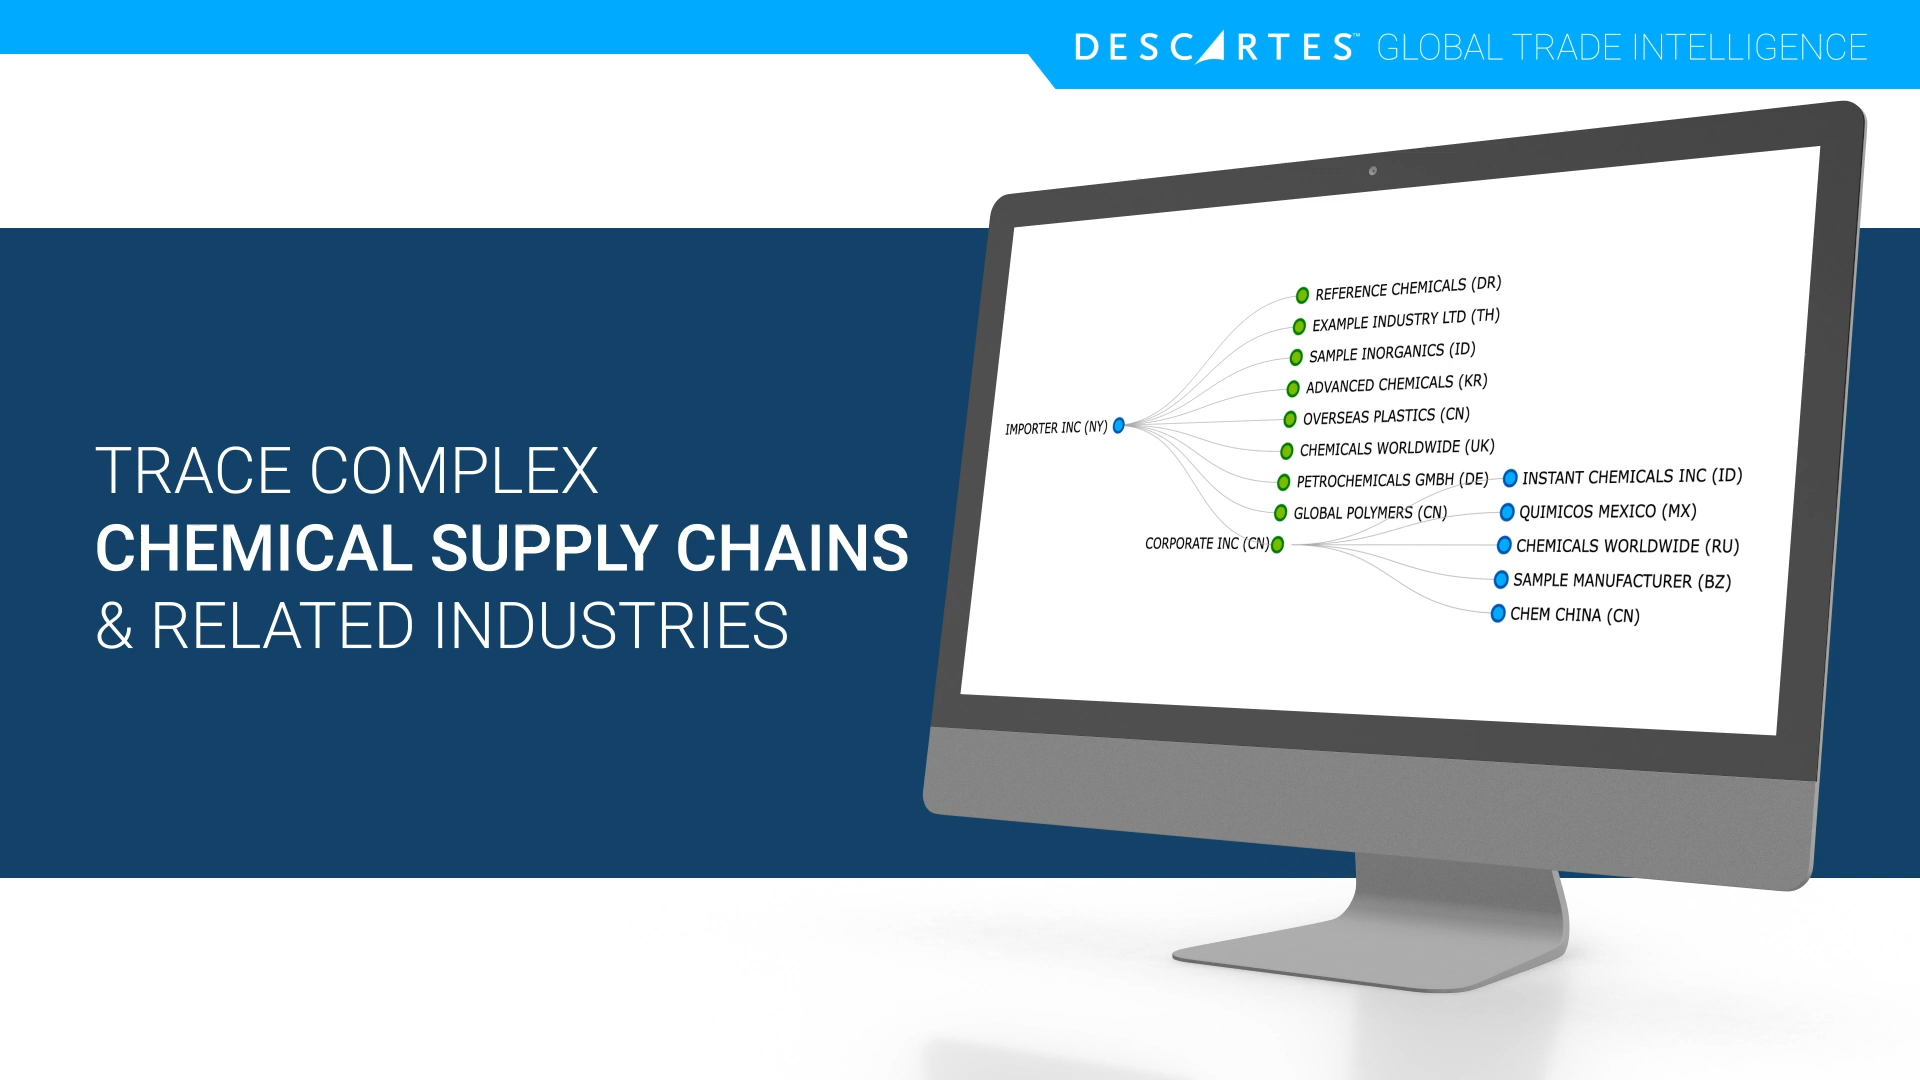 DESCARTES™ GLOBAL TRADE INTELLIGENCE
TRACE COMPLEX
CHEMICAL SUPPLY CHAINS
& RELATED INDUSTRIES
IMPORTER INC (NY)
REFERENCE CHEMICALS (DR)
EXAMPLE INDUSTRY LTD (TH)
SAMPLE INORGANICS (ID)
ADVANCED CHEMICALS (KR)
OVERSEAS PLASTICS (CN)
CHEMICALS WORLDWIDE (UK)
PETROCHEMICALS GMBH (DE)
GLOBAL POLYMERS (CN)
CORPORATE INC (CN)
INSTANT CHEMICALS INC (ID)
QUIMICOS MEXICO (MX)
CHEMICALS WORLDWIDE (RU)
SAMPLE MANUFACTURER (BZ)
CHEM CHINA (CN)